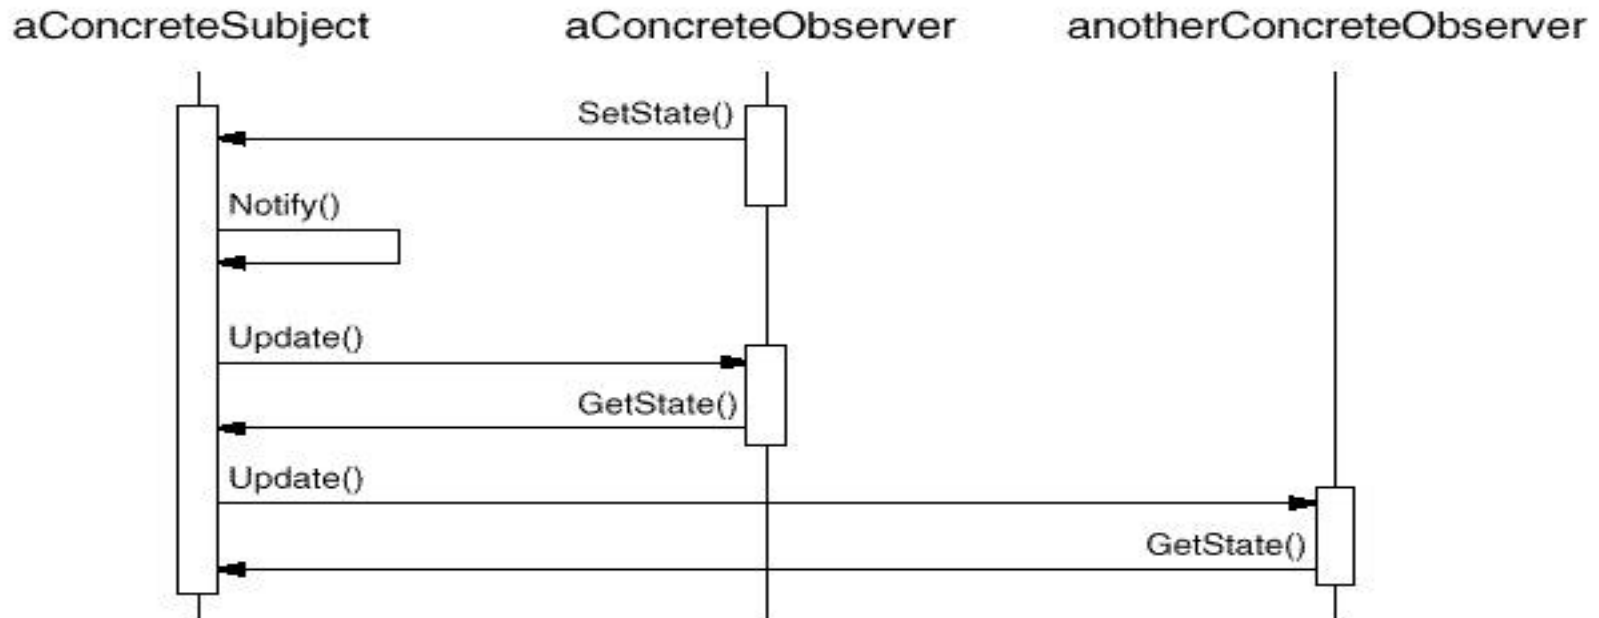 aConcreteSubject
aConcreteObserver
anotherConcreteObserver
SetState()
Notify()
Update()
GetState()
Update()
GetState()